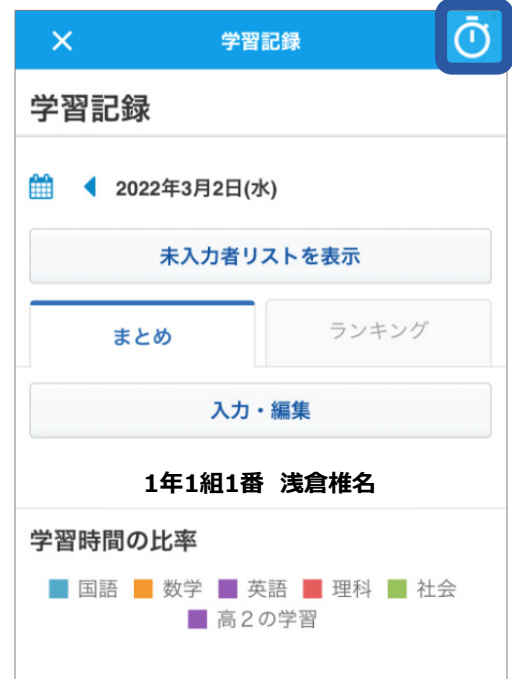 学習記録
学習記録
2022年3月2日(水)
未入力者リストを表示
まとめ ランキング
入力・編集
1年1組1番 浅倉椎名
学習時間の比率
国語 数学 英語 理科 社会
高２の学習